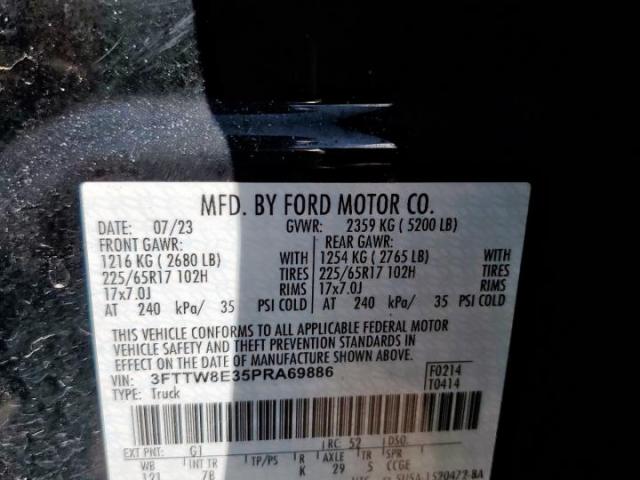 MFD. BY FORD MOTOR CO.
DATE: 07/23 GVWR: 2359 KG ( 5200 LB)
FRONT GAWR: REAR GAWR:
1216 KG ( 2680 LB) 1254 KG ( 2765 LB)
225/65R17 102H TIRES 225/65R17 102H TIRES
17x7.0J RIMS 17x7.0J RIMS
AT 240 kPa/ 35 PSI COLD AT 240 kPa/ 35 PSI COLD
THIS VEHICLE CONFORMS TO ALL APPLICABLE FEDERAL MOTOR
VEHICLE SAFETY AND THEFT PREVENTION STANDARDS IN EFFECT
ON THE DATE OF MANUFACTURE SHOWN ABOVE.
VIN: 3FTTW8E35PRA69886 F0214
TYPE: Truck T0414
EXT PNT: G1 RC: 52 DSO:
WB INT TR TP/PS R AXLE TR SPR
121 7B K 29 S CCGE